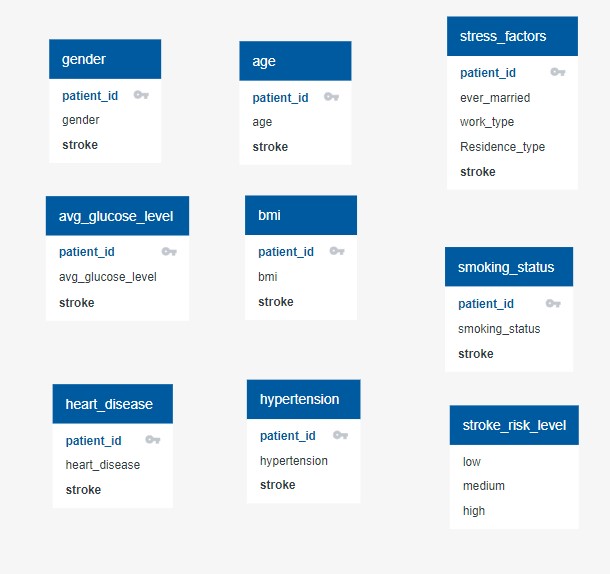 gender
patient_id
gender
stroke
age
patient_id
age
stroke
stress_factors
patient_id
ever_married
work_type
Residence_type
stroke
avg_glucose_level
patient_id
avg_glucose_level
stroke
bmi
patient_id
bmi
stroke
smoking_status
patient_id
smoking_status
stroke
heart_disease
patient_id
heart_disease
stroke
hypertension
patient_id
hypertension
stroke
stroke_risk_level
low
medium
high